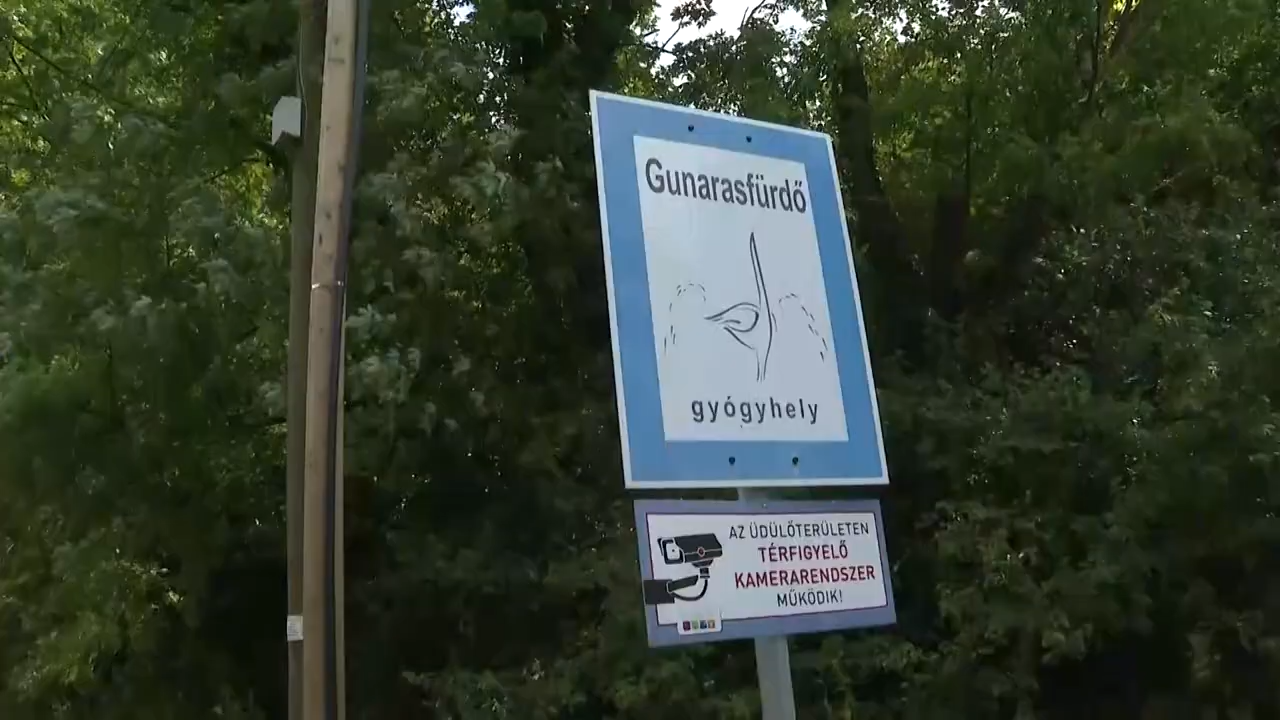 Gunarasfürdő
gyógyhely
AZ ÜDÜLŐTERÜLETEN
TÉRFIGYELŐ
KAMERARENDSZER
MŰKÖDIK!